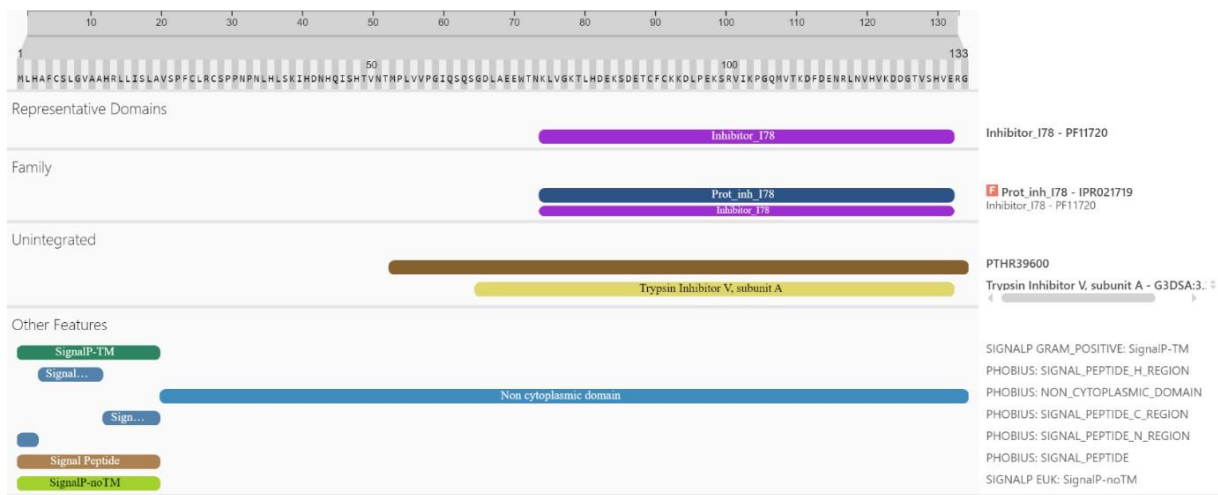 10 20 30 40 50 60 70 80 90 100 110 120 130
1 133
50 100
MLHAFCSLGVAAHRLLISLAVSPFCLRCSPPNPNLHLSKIHDNHQISHTVNTMPLVVPGIQSQSGDLAEEWTNKLVGKTLHDEKSDETCFCKKDLPEKSRVIKPGQMVTKDFDENRLNVHVKDDGTVSHVERG
Representative Domains
Inhibitor_I78 Inhibitor_I78 - PF11720
Family
Prot_inh_I78 F Prot_inh_I78 - IPR021719
Inhibitor_I78 Inhibitor_I78 - PF11720
Unintegrated
PTHR39600
Trypsin Inhibitor V, subunit A Trypsin Inhibitor V, subunit A - G3DSA:3.
Other Features
SignalP-TM SIGNALP GRAM_POSITIVE: SignalP-TM
Signal... PHOBIUS: SIGNAL_PEPTIDE_H_REGION
Non cytoplasmic domain PHOBIUS: NON_CYTOPLASMIC_DOMAIN
Sign... PHOBIUS: SIGNAL_PEPTIDE_C_REGION
PHOBIUS: SIGNAL_PEPTIDE_N_REGION
Signal Peptide PHOBIUS: SIGNAL_PEPTIDE
SignalP-noTM SIGNALP EUK: SignalP-noTM